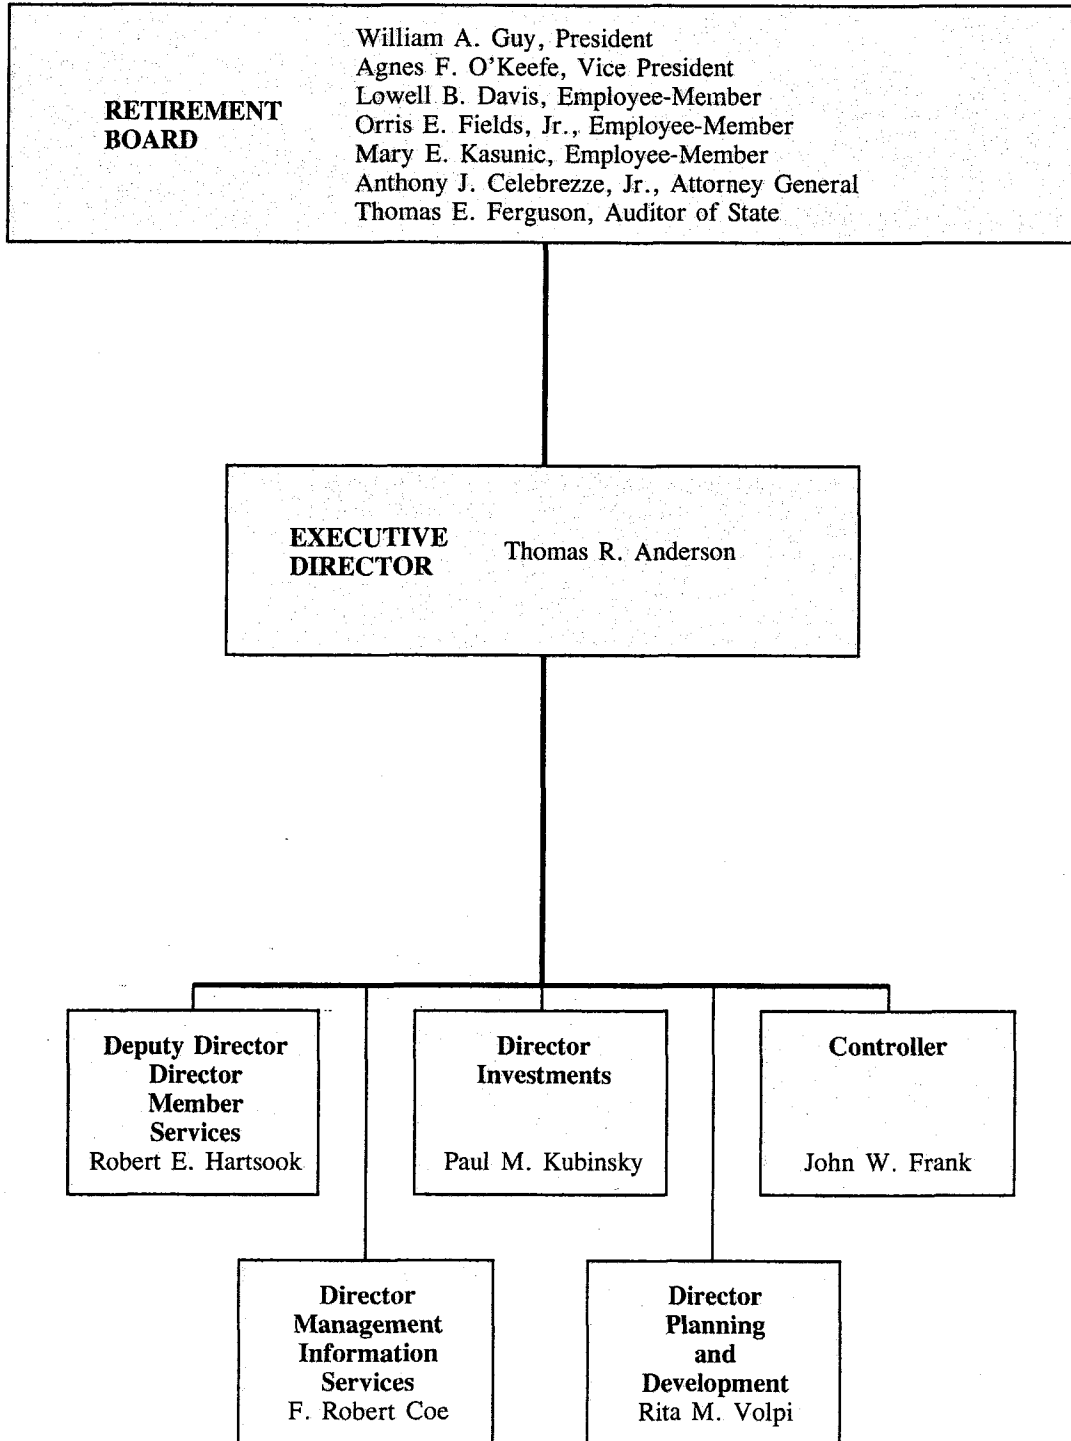 RETIREMENT
BOARD
William A. Guy, President
Agnes F. O'Keefe, Vice President
Lowell B. Davis, Employee-Member
Orris E. Fields, Jr., Employee-Member
Mary E. Kasunic, Employee-Member
Anthony J. Celebrezze, Jr., Attorney General
Thomas E. Ferguson, Auditor of State
EXECUTIVE
DIRECTOR
Thomas R. Anderson
Deputy Director
Director
Member
Services
Robert E. Hartsook
Director
Investments
Paul M. Kubinsky
Controller
John W. Frank
Director
Management
Information
Services
F. Robert Coe
Director
Planning
and
Development
Rita M. Volpi